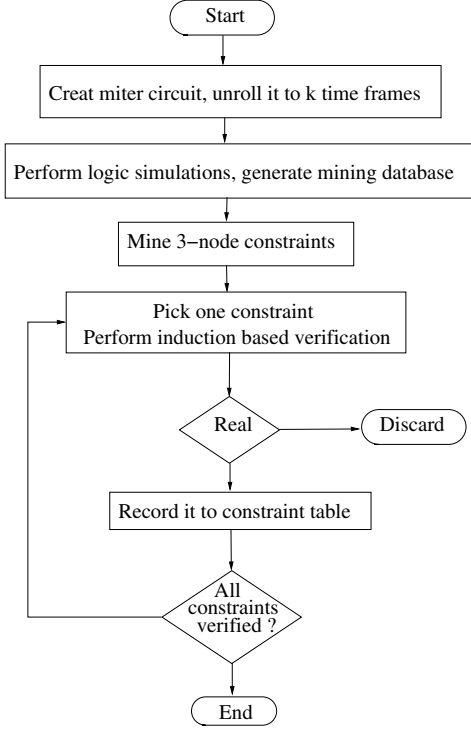 Start
Creat miter circuit, unroll it to k time frames
Perform logic simulations, generate mining database
Mine 3−node constraints
Pick one constraint
Perform induction based verification
Real
Discard
Record it to constraint table
All
constraints
verified ?
End